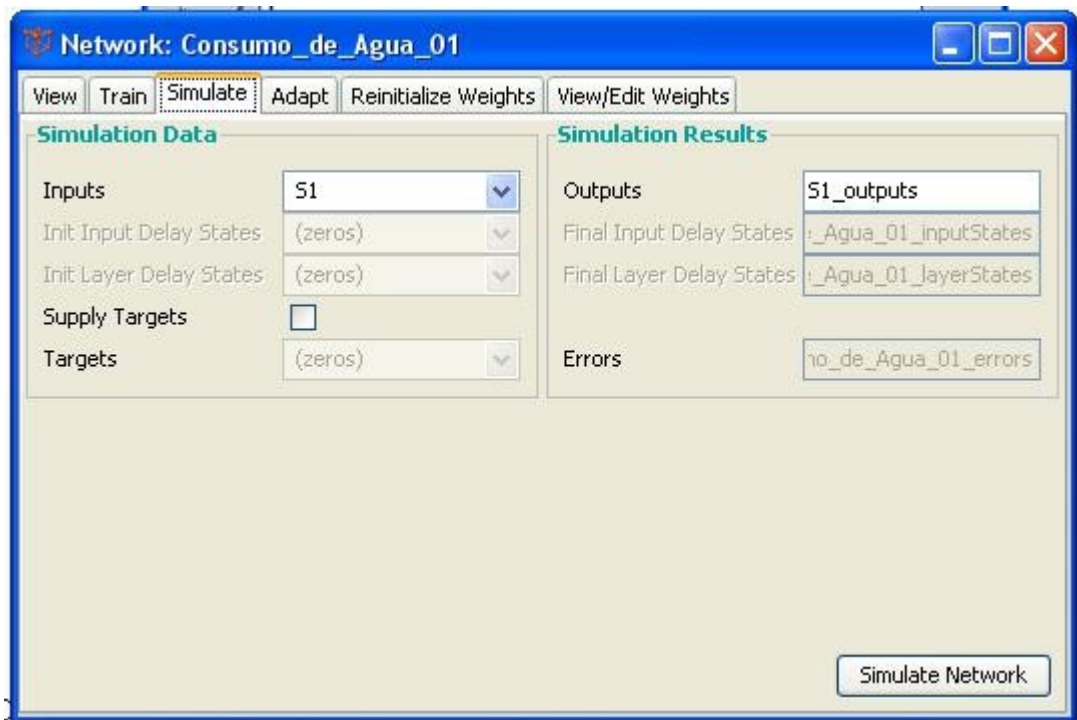 Network: Consumo_de_Agua_01
View Train Simulate Adapt Reinitialize Weights View/Edit Weights
Simulation Data
Inputs S1
Init Input Delay States (zeros)
Init Layer Delay States (zeros)
Supply Targets
Targets (zeros)
Simulation Results
Outputs S1_outputs
Final Input Delay States _Agua_01_inputStates
Final Layer Delay States _Agua_01_layerStates
Errors no_de_Agua_01_errors
Simulate Network